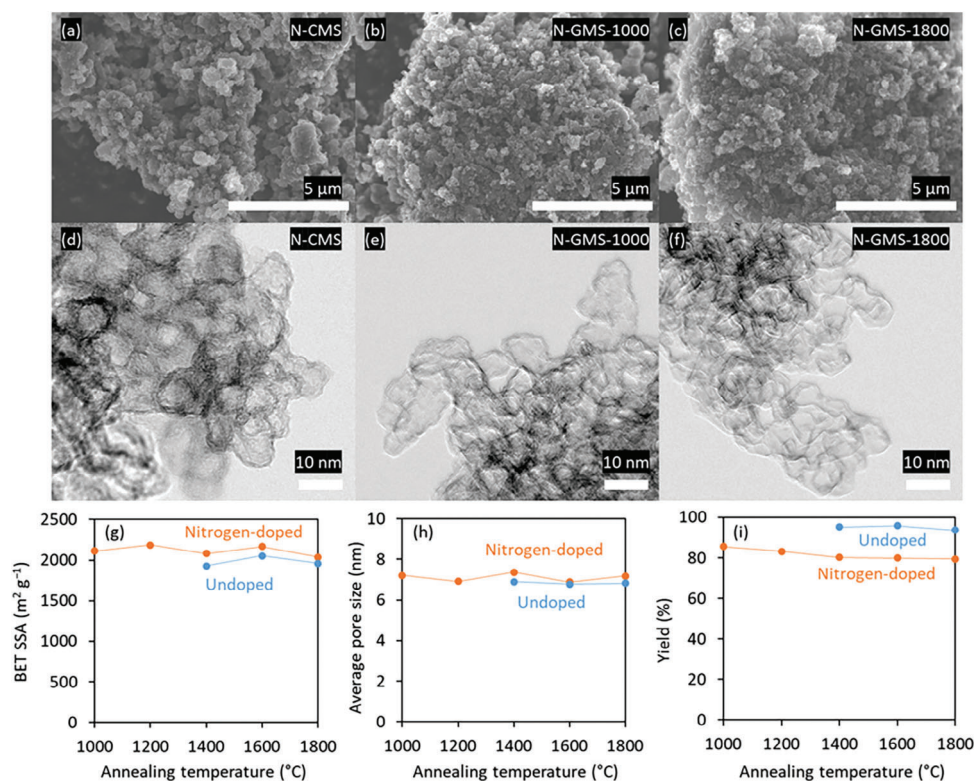 (a) N-CMS
(b) N-GMS-1000
(c) N-GMS-1800
5 μm
5 μm
5 μm
(d) N-CMS
(e) N-GMS-1000
(f) N-GMS-1800
10 nm
10 nm
10 nm
(g)
BET SSA (m² g⁻¹)
2500
2000
1500
1000
500
0
Nitrogen-doped
Undoped
1000 1200 1400 1600 1800
Annealing temperature (°C)
(h)
Average pore size (nm)
10
8
6
4
2
0
Nitrogen-doped
Undoped
1000 1200 1400 1600 1800
Annealing temperature (°C)
(i)
Yield (%)
100
80
60
40
20
0
Undoped
Nitrogen-doped
1000 1200 1400 1600 1800
Annealing temperature (°C)